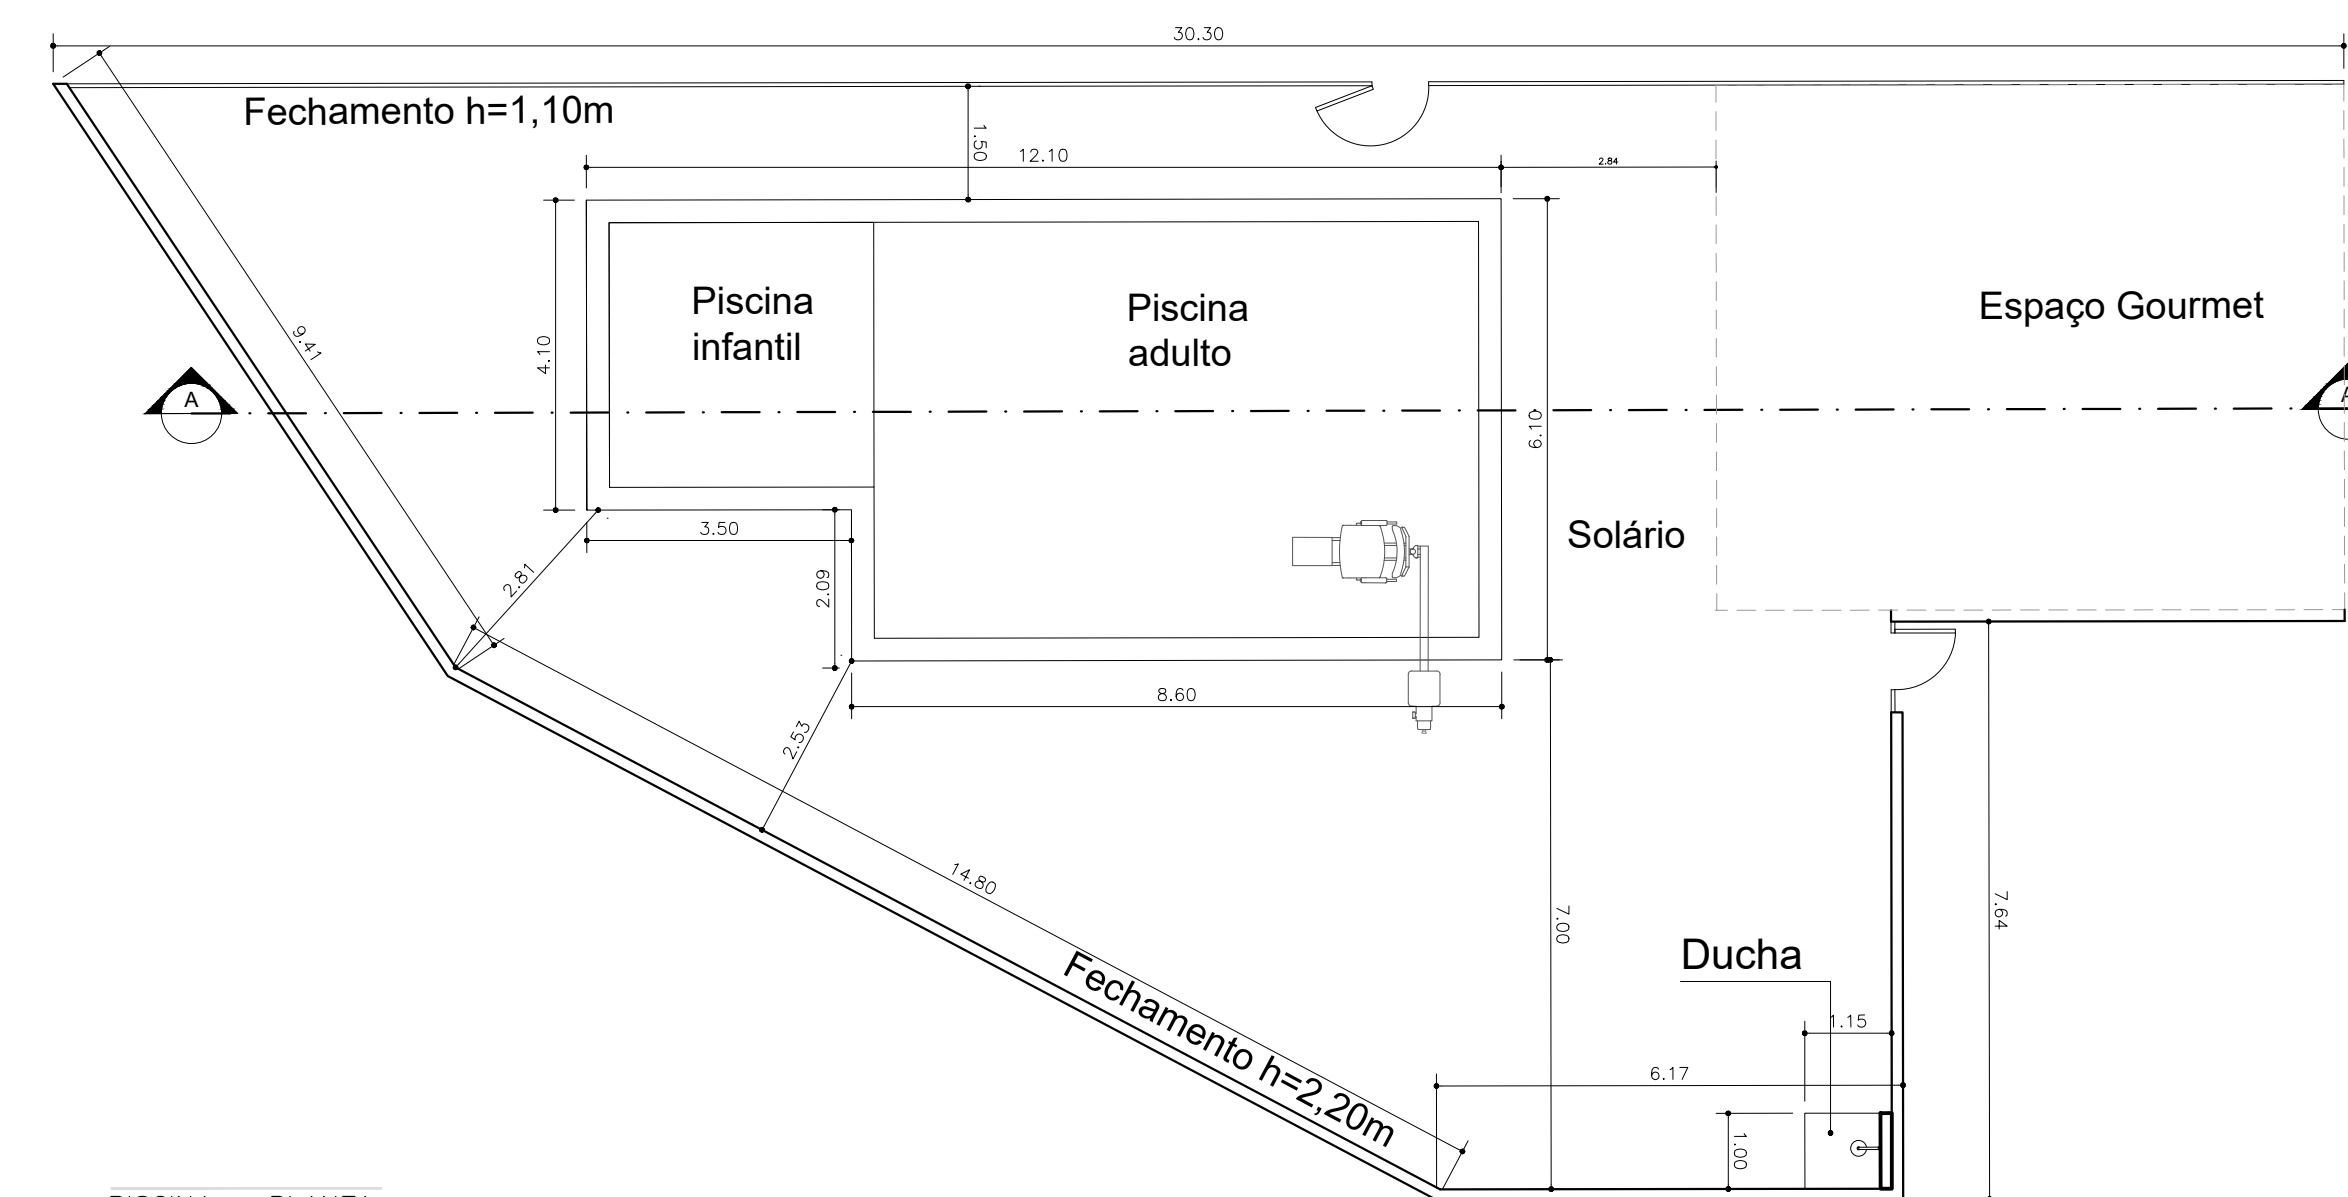 30.30
Fechamento h=1,10m
1.50
12.10
2.84
Piscina
infantil
Piscina
adulto
Espaço Gourmet
9.41
4.10
A
6.10
3.50
Solário
2.81
2.09
8.60
2.53
14.80
7.00
7.64
Ducha
Fechamento h=2,20m
1.15
6.17
1.00